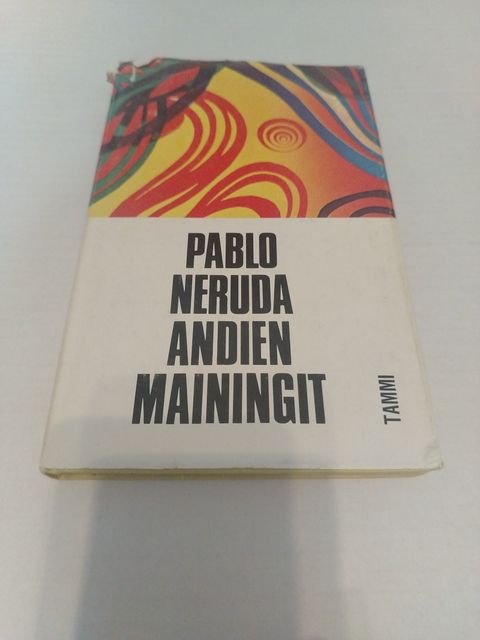 PABLO
NERUDA
ANDIEN
MAININGIT
TAMMI